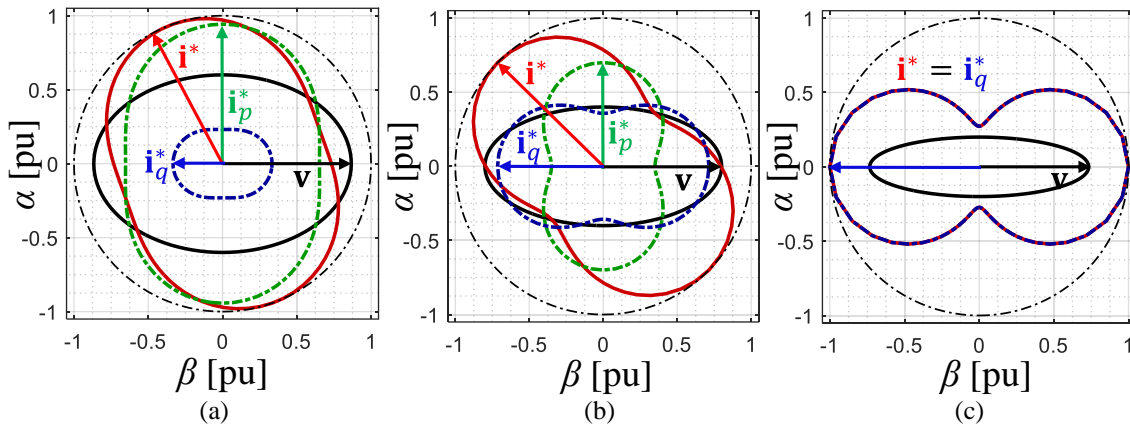 1
0.5
0
-0.5
-1
α [pu]
i*
i*p
i*q
v
-1 -0.5 0 0.5 1
β [pu]
(a)
1
0.5
0
-0.5
-1
α [pu]
i*
i*p
i*q
v
-1 -0.5 0 0.5 1
β [pu]
(b)
1
0.5
0
-0.5
-1
α [pu]
i* = i*q
v
-1 -0.5 0 0.5 1
β [pu]
(c)